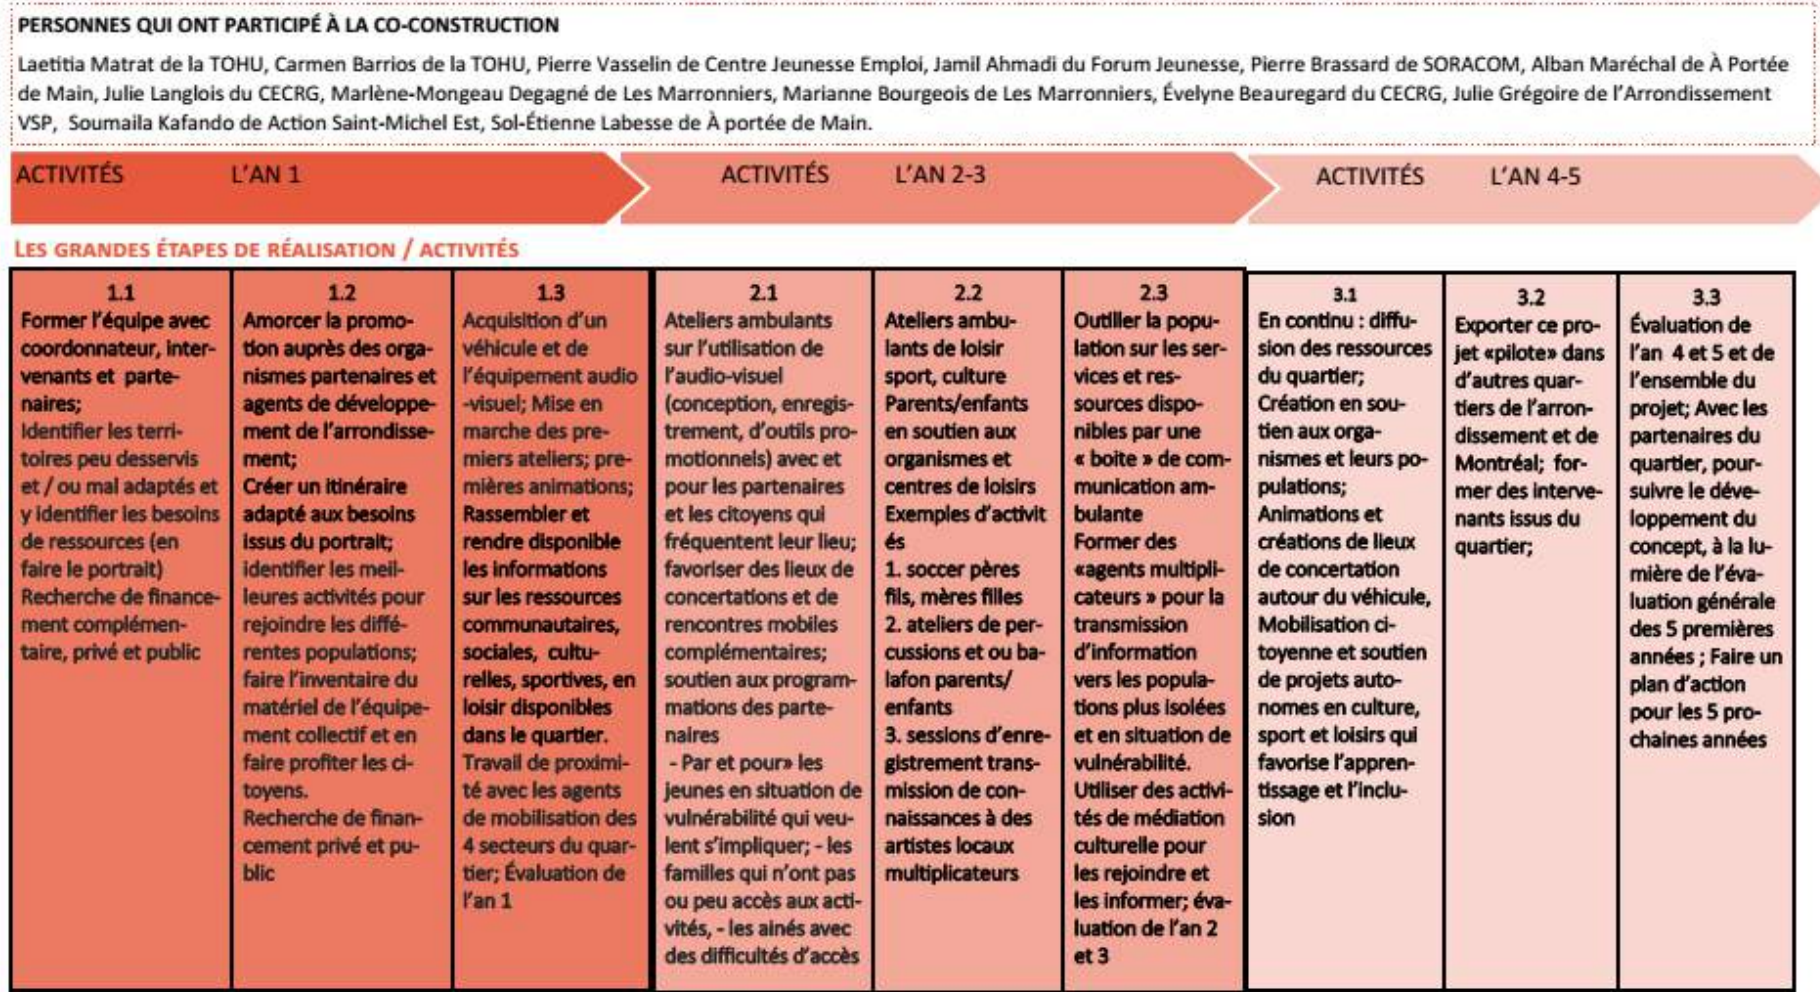 PERSONNES QUI ONT PARTICIPÉ À LA CO-CONSTRUCTION
Laetitia Matrat de la TOHU, Carmen Barrios de la TOHU, Pierre Vasselin de Centre Jeunesse Emploi, Jamil Ahmadi du Forum Jeunesse, Pierre Brassard de SORACOM, Alban Maréchal de À Portée
de Main, Julie Langlois du CECRG, Marlène-Mongeau Degagné de Les Marronniers, Marianne Bourgeois de Les Marronniers, Évelyne Beauregard du CECRG, Julie Grégoire de l'Arrondissement
VSP, Soumaila Kafando de Action Saint-Michel Est, Sol-Étienne Labesse de À portée de Main.
ACTIVITÉS L'AN 1
ACTIVITÉS L'AN 2-3
ACTIVITÉS L'AN 4-5
LES GRANDES ÉTAPES DE RÉALISATION / ACTIVITÉS
1.1
Former l'équipe avec
coordonnateur, inter-
venants et parte-
naires;
Identifier les terri-
toires peu desservis
et / ou mal adaptés et
y identifier les besoins
de ressources (en
faire le portrait)
Recherche de finance-
ment complémen-
taire, privé et public
1.2
Amorcer la promo-
tion auprès des orga-
nismes partenaires et
agents de développe-
ment de l'arrondisse-
ment;
Créer un itinéraire
adapté aux besoins
issus du portrait;
identifier les meil-
leures activités pour
rejoindre les diffé-
rentes populations;
faire l'inventaire du
matériel de l'équipe-
ment collectif et en
faire profiter les ci-
toyens.
Recherche de finan-
cement privé et pu-
blic
1.3
Acquisition d'un
véhicule et de
l'équipement audio
-visuel; Mise en
marche des pre-
miers ateliers; pre-
mières animations;
Rassembler et
rendre disponible
les informations
sur les ressources
communautaires,
sociales, cultu-
relles, sportives, en
loisir disponibles
dans le quartier.
Travail de proximi-
té avec les agents
de mobilisation des
4 secteurs du quar-
tier; Évaluation de
l'an 1
2.1
Ateliers ambulants
sur l'utilisation de
l'audio-visuel
(conception, enregis-
trement, d'outils pro-
motionnels) avec et
pour les partenaires
et les citoyens qui
fréquentent leur lieu;
favoriser des lieux de
concertations et de
rencontres mobiles
complémentaires;
soutien aux program-
mations des parte-
naires
- Par et pour» les
jeunes en situation de
vulnérabilité qui veu-
lent s'impliquer; - les
familles qui n'ont pas
ou peu accès aux acti-
vités, - les ainés avec
des difficultés d'accès
2.2
Ateliers ambu-
lants de loisir
sport, culture
Parents/enfants
en soutien aux
organismes et
centres de loisirs
Exemples d'activit
és
1. soccer pères
fils, mères filles
2. ateliers de per-
cussions et ou ba-
lafon parents/
enfants
3. sessions d'enre-
gistrement trans-
mission de con-
naissances à des
artistes locaux
multiplicateurs
2.3
Outiller la popu-
lation sur les ser-
vices et res-
sources dispo-
nibles par une
« boite » de com-
munication am-
bulante
Former des
«agents multipli-
cateurs » pour la
transmission
d'information
vers les popula-
tions plus isolées
et en situation de
vulnérabilité.
Utiliser des activi-
tés de médiation
culturelle pour
les rejoindre et
les informer; éva-
luation de l'an 2
et 3
3.1
En continu : diffu-
sion des ressources
du quartier;
Création en sou-
tien aux orga-
nismes et leurs po-
pulations;
Animations et
créations de lieux
de concertation
autour du véhicule,
Mobilisation ci-
toyenne et soutien
de projets auto-
nomes en culture,
sport et loisirs qui
favorise l'appren-
tissage et l'inclu-
sion
3.2
Exporter ce pro-
jet «pilote» dans
d'autres quar-
tiers de l'arron-
dissement et de
Montréal; for-
mer des interve-
nants issus du
quartier;
3.3
Évaluation de
l'an 4 et 5 et de
l'ensemble du
projet; Avec les
partenaires du
quartier, pour-
suivre le déve-
loppement du
concept, à la lu-
mière de l'éva-
luation générale
des 5 premières
années ; Faire un
plan d'action
pour les 5 pro-
chaines années